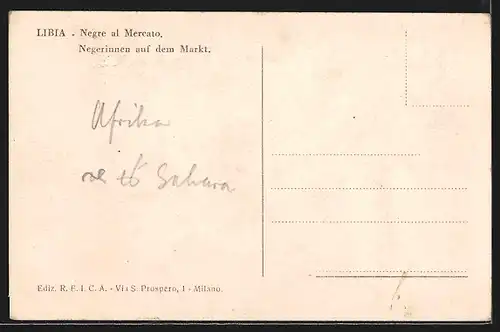 LIBIA - Negre al Mercato.
Negerinnen auf dem Markt.
Afrika
Sahara
Ediz. R. E. I. C. A. - Via S. Prospero, 1 - Milano.